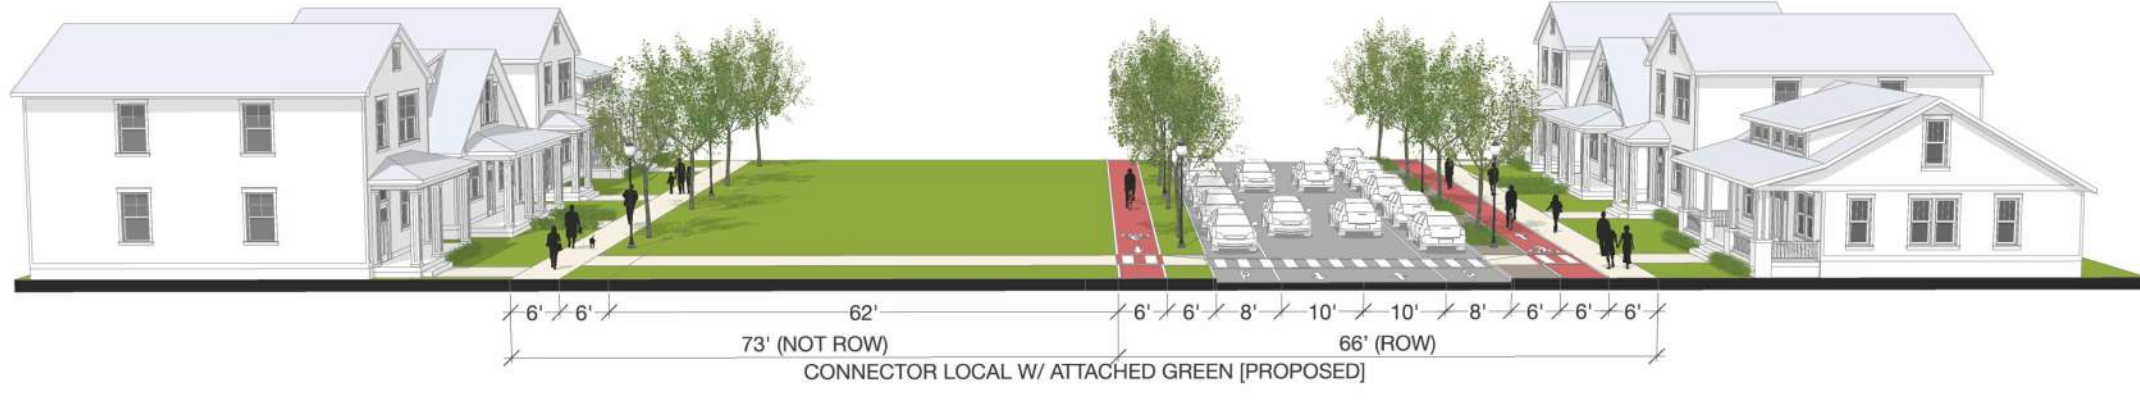 6' 6' 62' 6' 6' 8' 10' 10' 8' 6' 6' 6'
73' (NOT ROW) 66' (ROW)
CONNECTOR LOCAL W/ ATTACHED GREEN [PROPOSED]